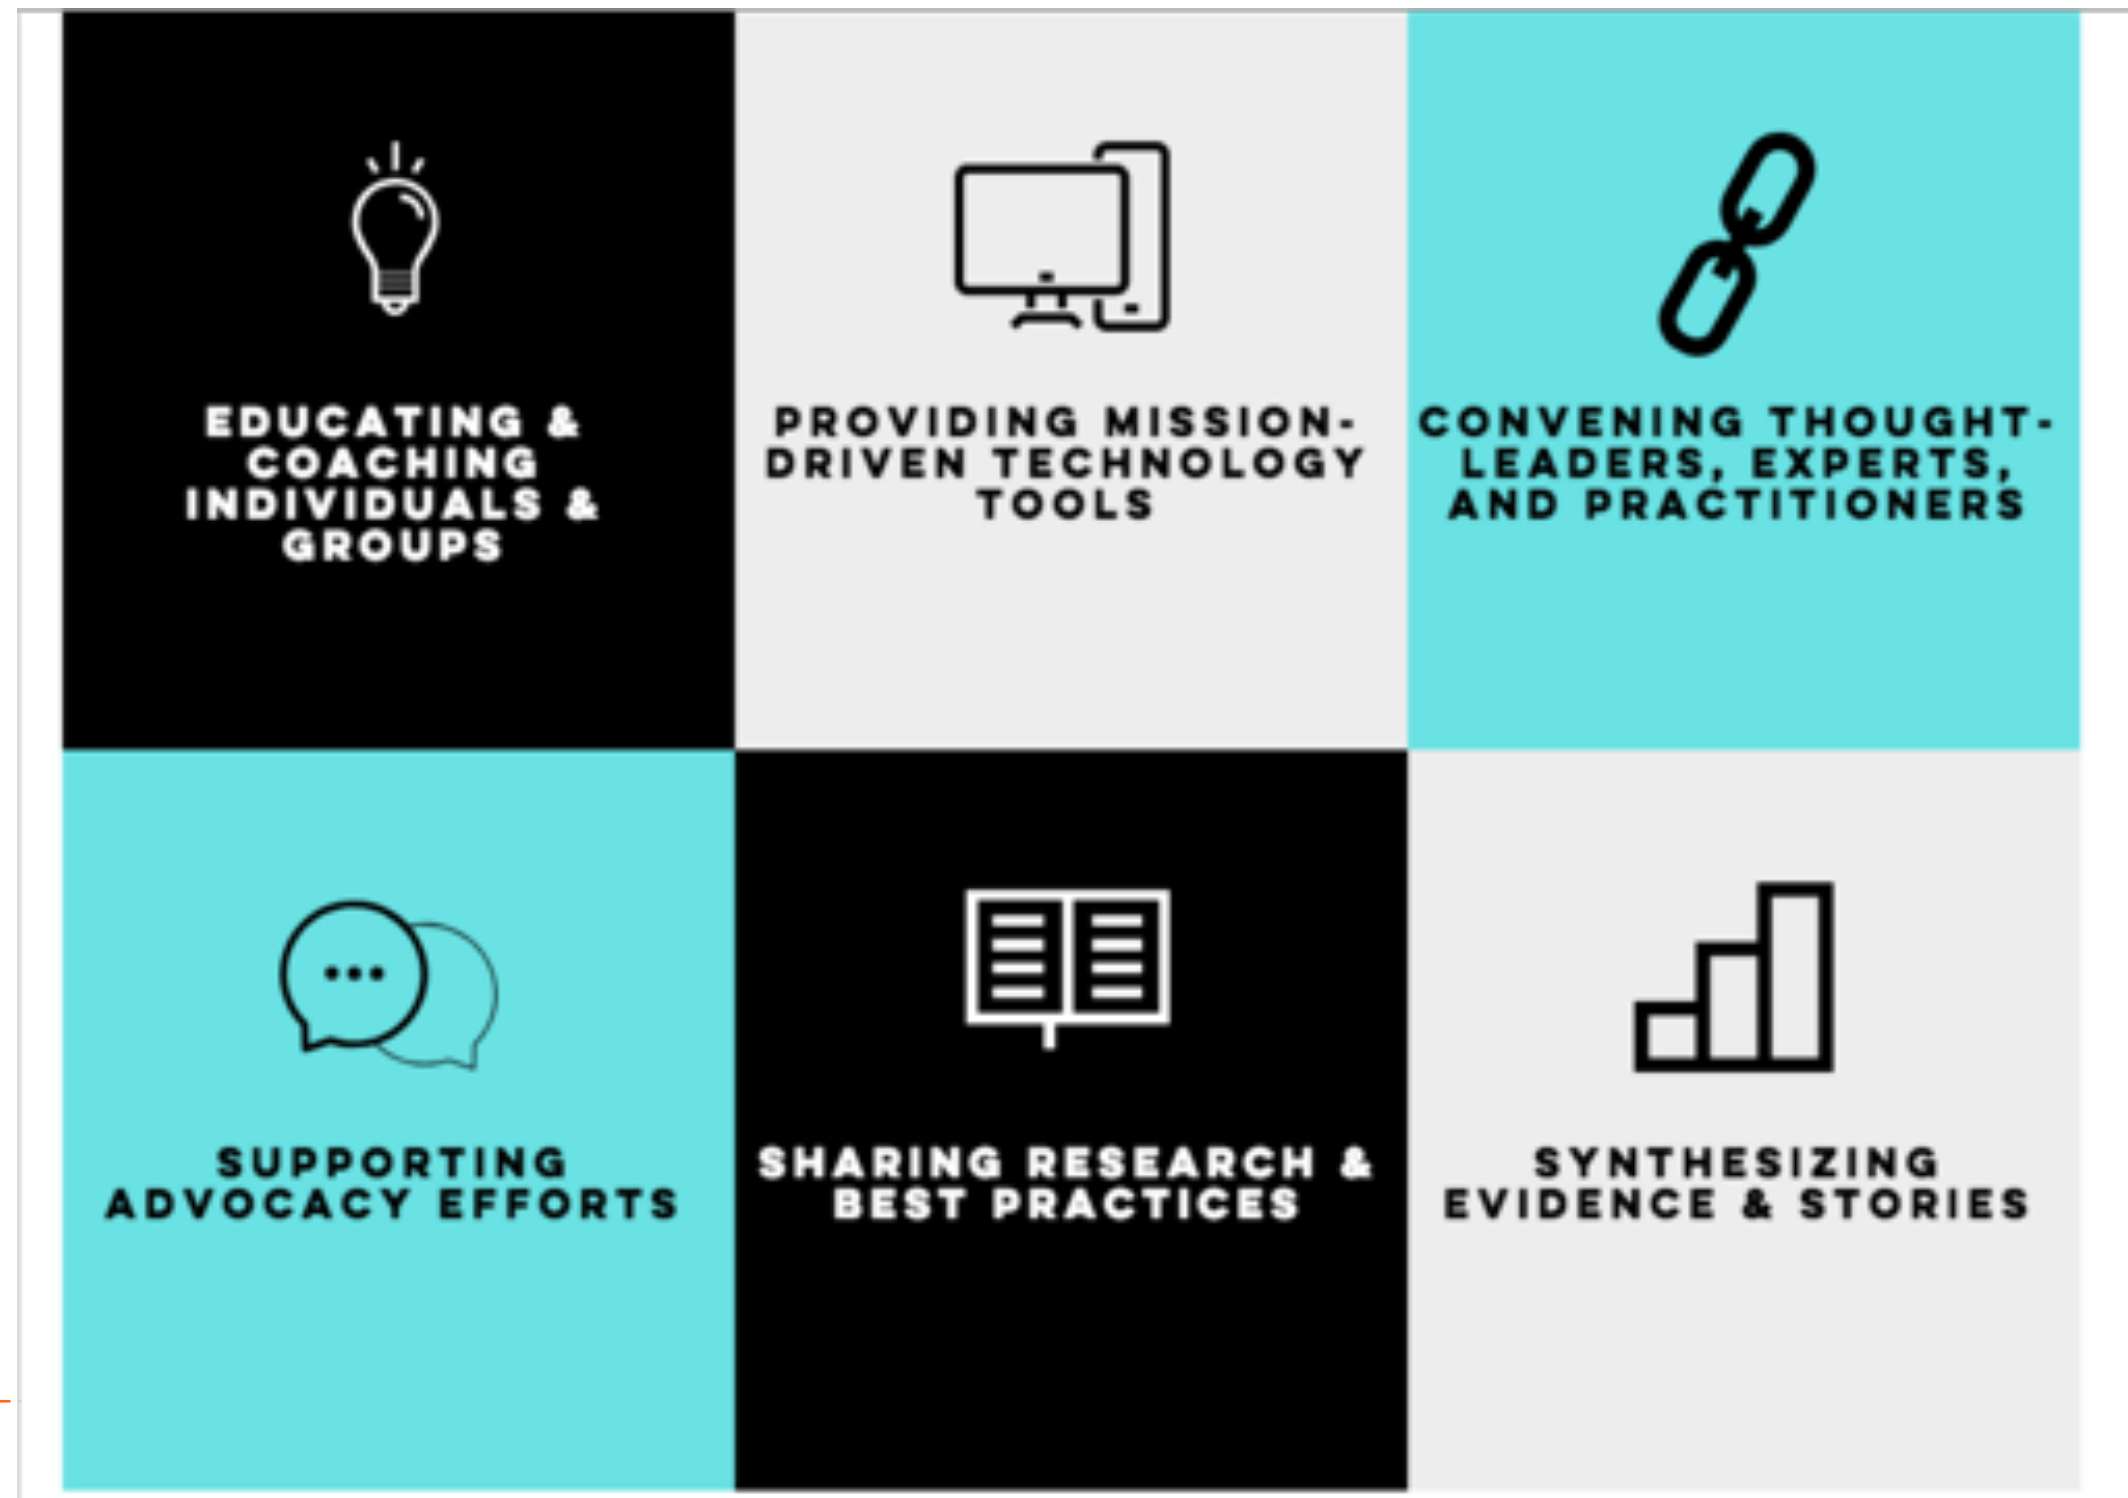 EDUCATING &
COACHING
INDIVIDUALS &
GROUPS
PROVIDING MISSION-
DRIVEN TECHNOLOGY
TOOLS
CONVENING THOUGHT-
LEADERS, EXPERTS,
AND PRACTITIONERS
SUPPORTING
ADVOCACY EFFORTS
SHARING RESEARCH &
BEST PRACTICES
SYNTHESIZING
EVIDENCE & STORIES